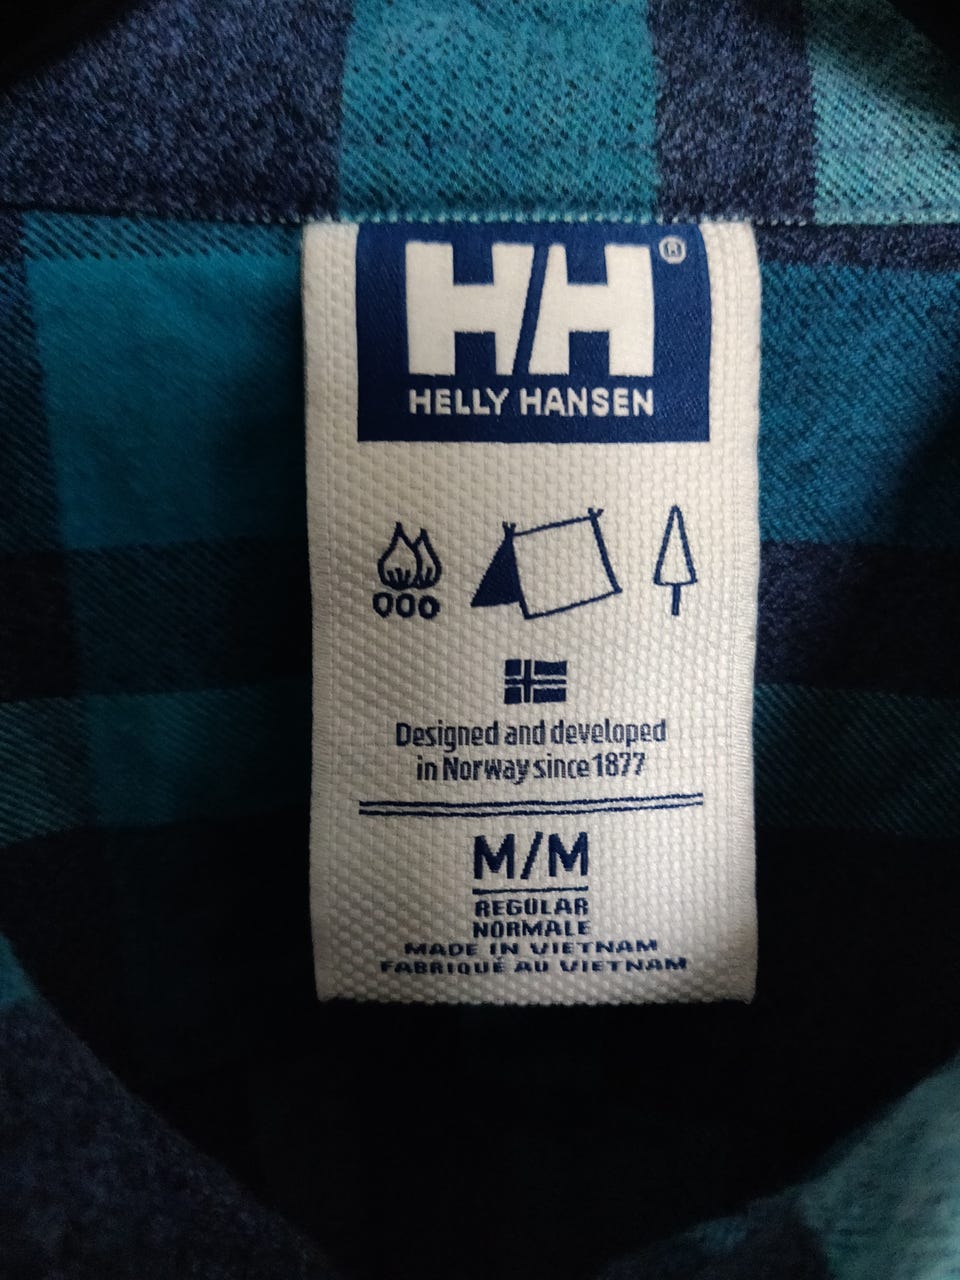 HH®
HELLY HANSEN
Designed and developed
in Norway since 1877
M/M
REGULAR
NORMALE
MADE IN VIETNAM
FABRIQUÉ AU VIETNAM